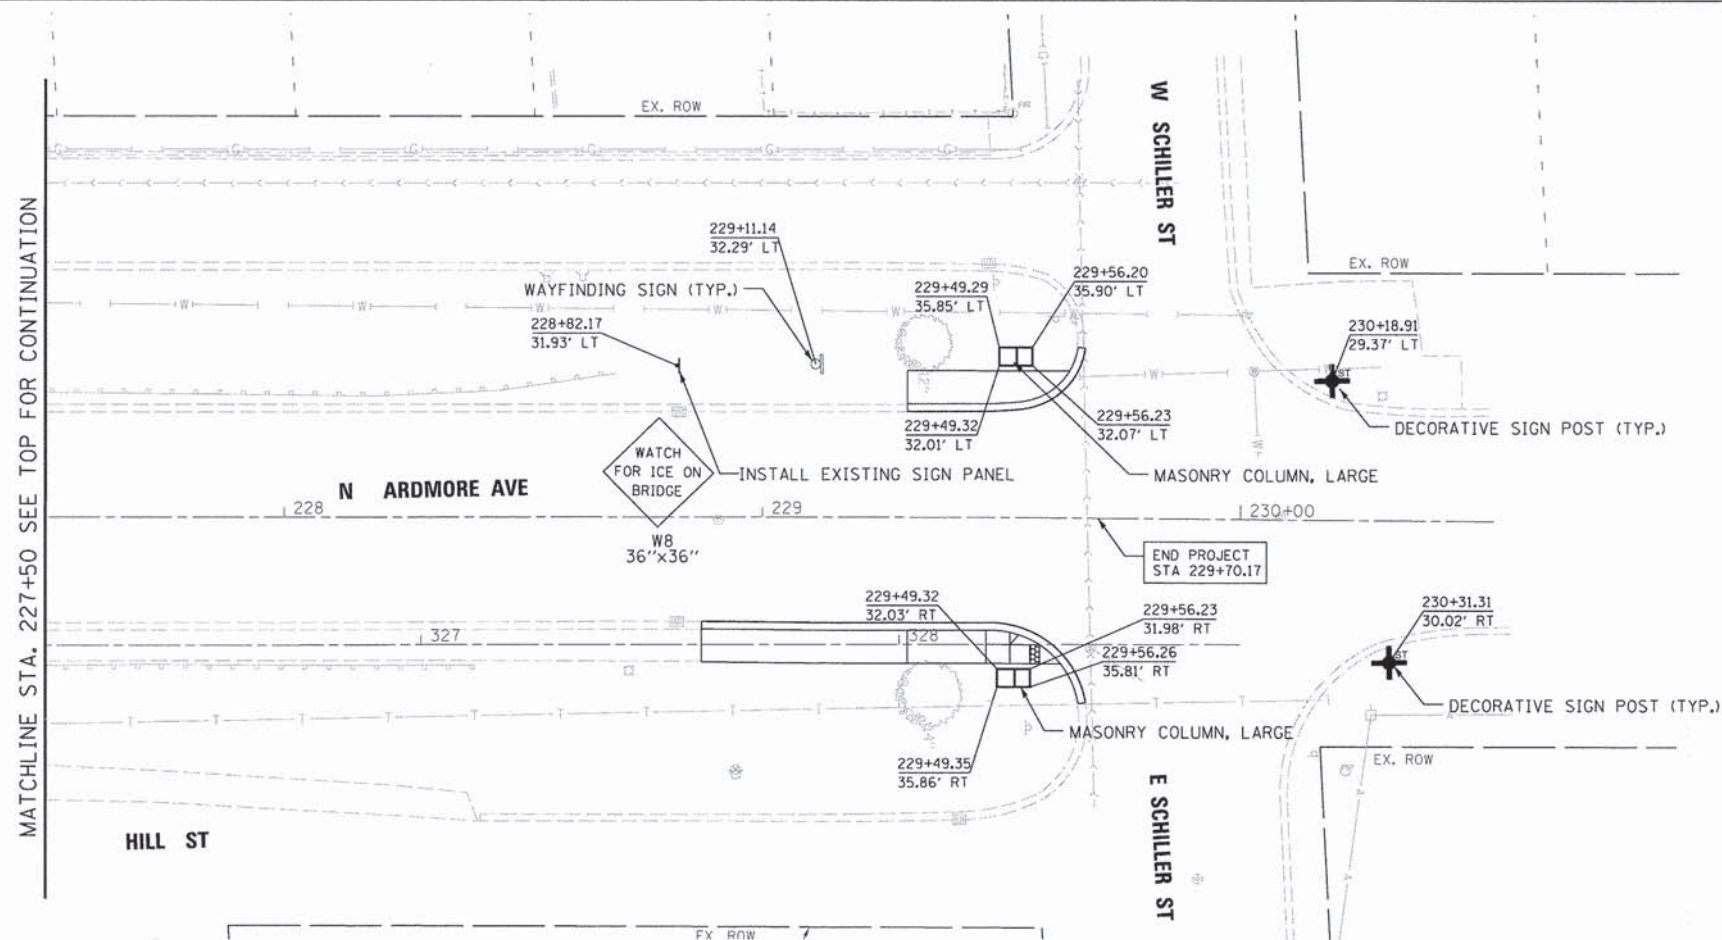 EX. ROW
G G G G G G
G
W SCHILLER ST
MATCHLINE STA. 227+50 SEE TOP FOR CONTINUATION
229+11.14
32.29' LT
WAYFINDING SIGN (TYP.)
228+82.17
31.93' LT
229+49.29
35.85' LT
229+56.20
35.90' LT
EX. ROW
230+18.91
29.37' LT
W W W W W
12"
229+49.32
32.01' LT
229+56.23
32.07' LT
ST
DECORATIVE SIGN POST (TYP.)
WATCH
FOR ICE ON
BRIDGE
INSTALL EXISTING SIGN PANEL
MASONRY COLUMN, LARGE
N ARDMORE AVE
228
229
230+00
W8
36"x36"
END PROJECT
STA 229+70.17
229+49.32
32.03' RT
229+56.23
31.98' RT
230+31.31
30.02' RT
327
328
229+56.26
35.81' RT
ST
DECORATIVE SIGN POST (TYP.)
T T T T T T T T T T
MASONRY COLUMN, LARGE
229+49.35
35.86' RT
EX. ROW
A
A
A
HILL ST
E SCHILLER ST
EX. ROW